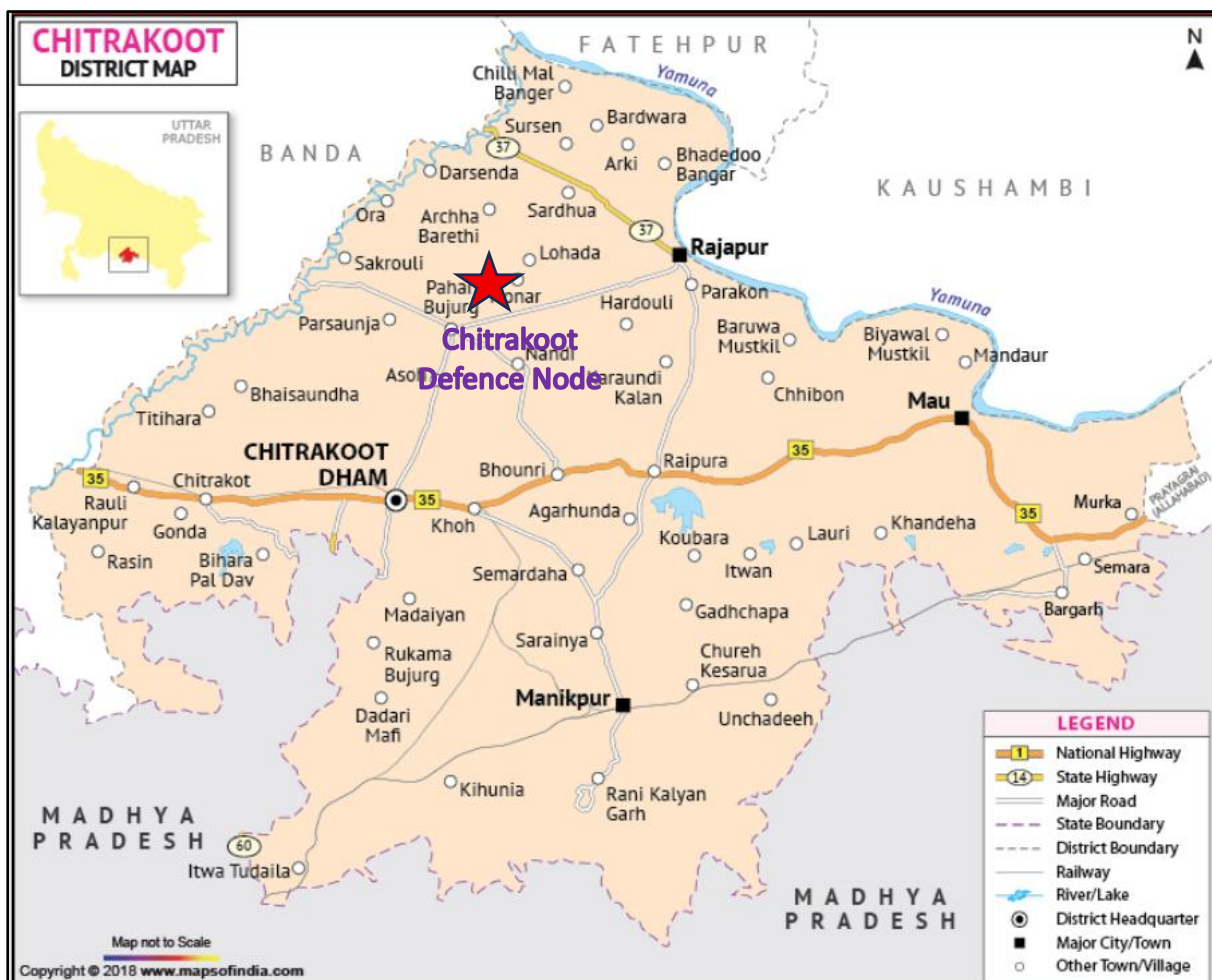 CHITRAKOOT
DISTRICT MAP
N
UTTAR
PRADESH
FATEHPUR
Yamuna
Chilli Mal
Banger
Bardwara
Sursen
37
Arki
Bhadedoo
Bangar
BANDA
KAUSHAMBI
Darsenda
Ora
Archha
Barethi
Sardhua
37
Rajapur
Sakrouli
Lohada
Bujurg
Parakon
Hardouli
Yamuna
Parsaunja
Baruwa
Mustkil
Biyawal
Mustkil
Mandaur
Chitrakoot
Defence Node
Nandi
Kalan
Chhibon
Bhaisaundha
Titihara
Mau
CHITRAKOOT
DHAM
Bhounri
Raipura
35
35
Rauli
Kalayanpur
Chitrakot
35
Khoh
Agarhunda
Gonda
Rasin
Bihara
Pal Dav
Koubara
Itwan
Lauri
Khandeha
35
Murka
PRAYAGRAJ
(ALLAHABAD)
Semara
Bargarh
Semardaha
Madaiyan
Gadhchapa
Rukama
Bujurg
Sarainya
Chureh
Kesarua
Dadari
Mafi
Manikpur
Unchadeeh
Kihunia
Rani Kalyan
Garh
MADHYA
PRADESH
60
Itwa Tudaila
MADHYA
PRADESH
LEGEND
1 National Highway
14 State Highway
Major Road
State Boundary
District Boundary
Railway
River/Lake
District Headquarter
Major City/Town
Other Town/Village
Map not to Scale
Copyright © 2018 www.mapsofindia.com